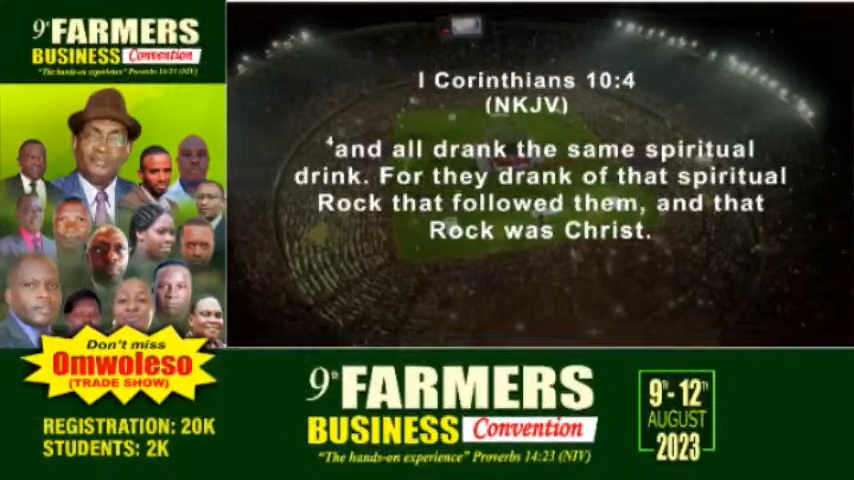 9th FARMERS
BUSINESS Convention
"The hands-on experience" Proverbs 14:23 (NIV)
Don't miss
Omwoleso
(TRADE SHOW)
REGISTRATION: 20K
STUDENTS: 2K
I Corinthians 10:4
(NKJV)
4and all drank the same spiritual
drink. For they drank of that spiritual
Rock that followed them, and that
Rock was Christ.
9th FARMERS
BUSINESS Convention
"The hands-on experience" Proverbs 14:23 (NIV)
9th - 12th
AUGUST
2023